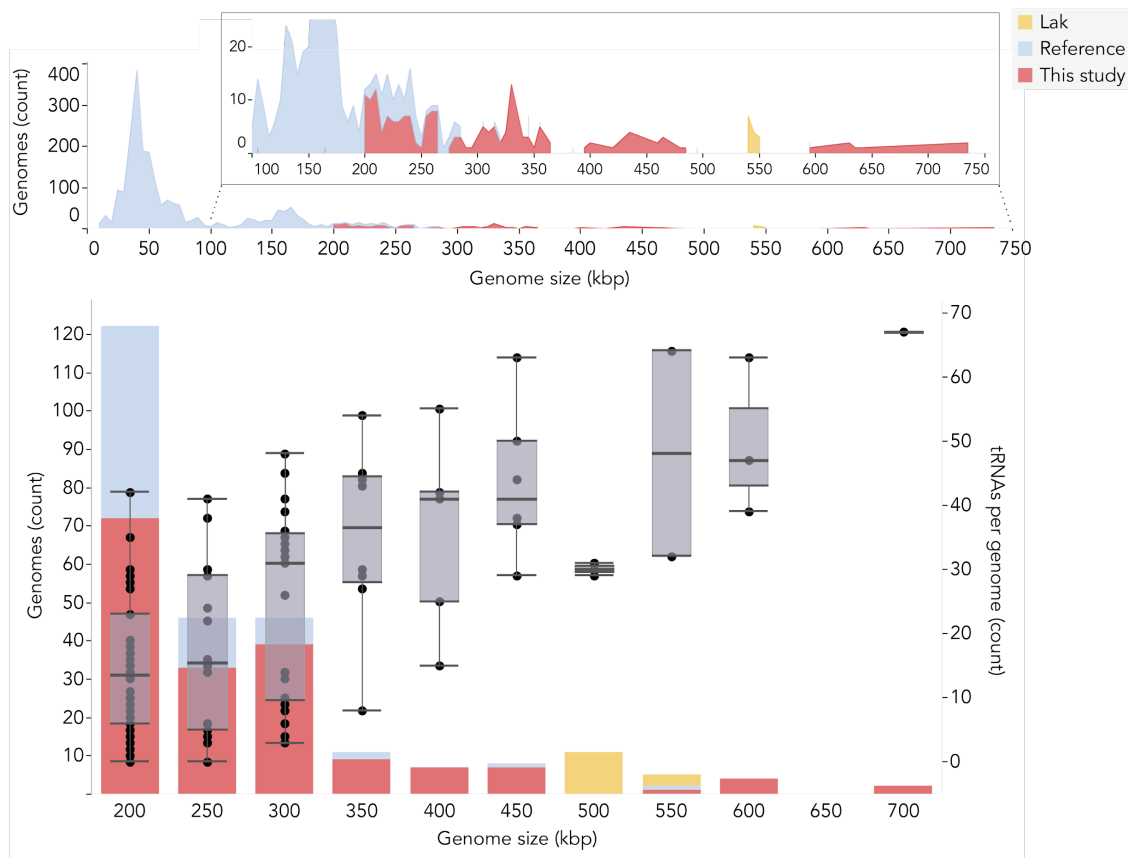 Lak
Reference
This study
Genomes (count)
400
300
200
100
0
20
10
0
100 150 200 250 300 350 400 450 500 550 600 650 700 750
0 50 100 150 200 250 300 350 400 450 500 550 600 650 700 750
Genome size (kbp)
Genomes (count)
120
110
100
90
80
70
60
50
40
30
20
10
70
60
50
40
30
20
10
0
tRNAs per genome (count)
200 250 300 350 400 450 500 550 600 650 700
Genome size (kbp)